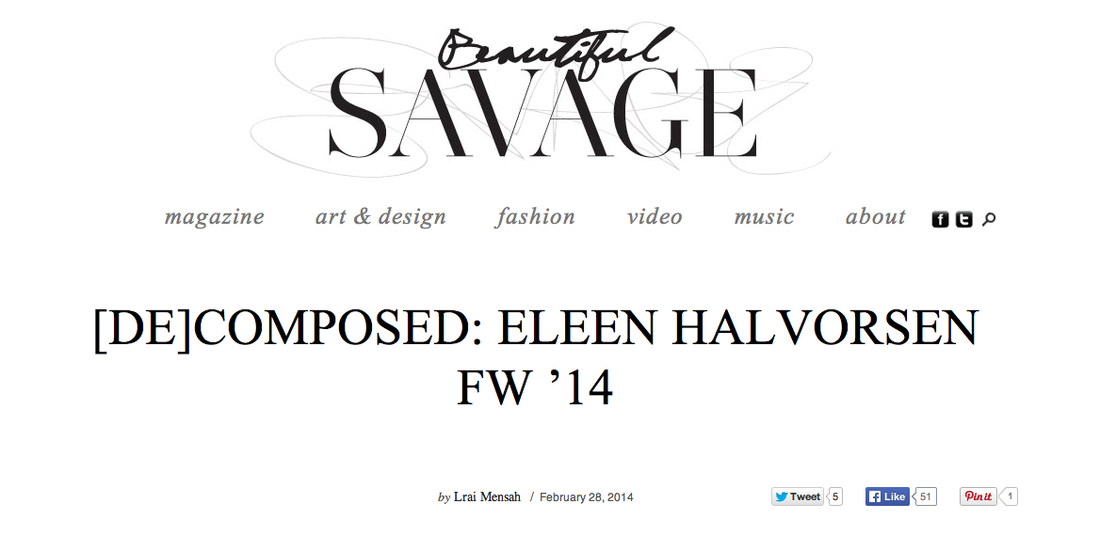 Beautiful
SAVAGE
magazine art & design fashion video music about
[DE]COMPOSED: ELEEN HALVORSEN
FW ’14
by Lrai Mensah / February 28, 2014 Tweet 5 Like 51 Pin it 1